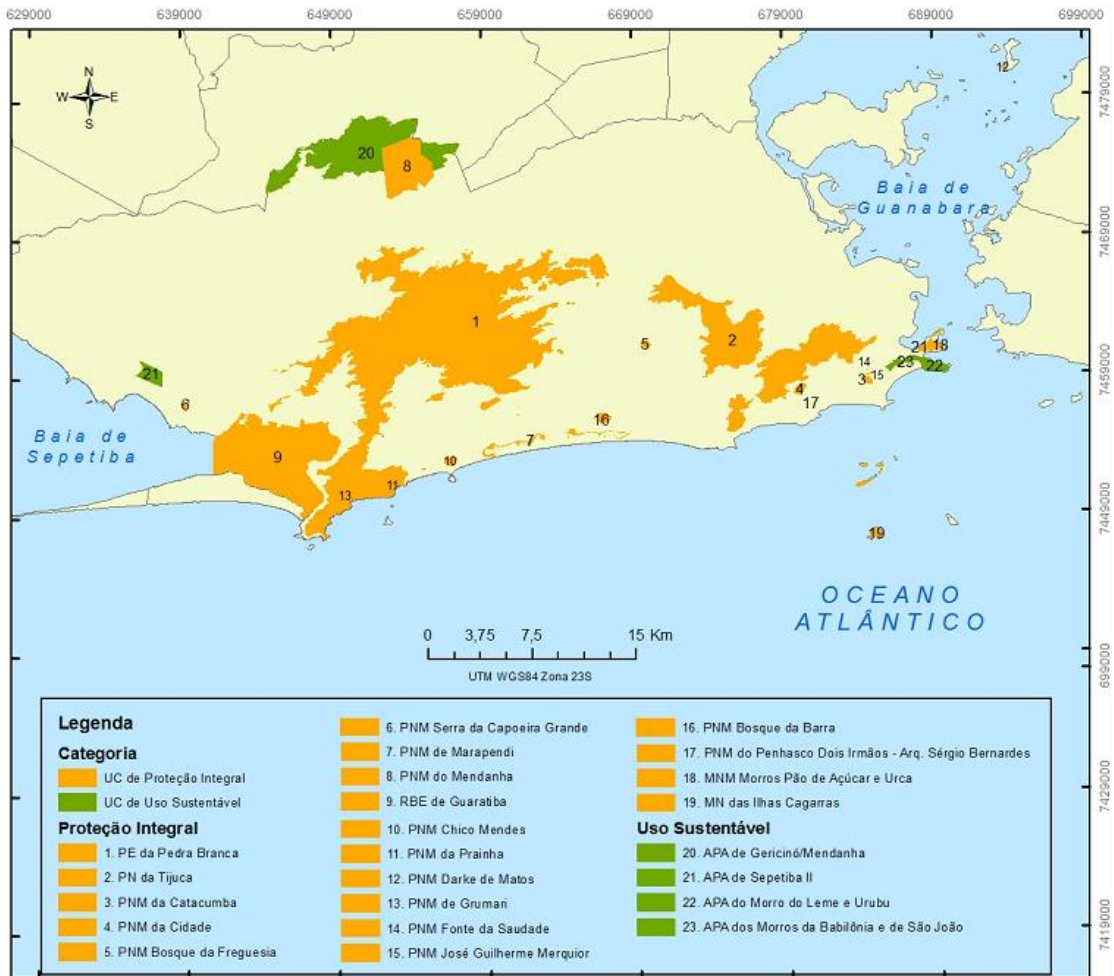 629000 639000 649000 659000 669000 679000 689000 699000
N
W E
S
12
7479000
20
8
Baia de
Guanabara
7469000
1
5
2
21 18
14
23 22
7459000
21
3 15
4
17
6
16
7
Baia de
Sepetiba
9
10
11
13
7449000
19
OCEANO
ATLÂNTICO
0 3,75 7,5 15 Km
UTM WGS84 Zona 23S
699000
Legenda
Categoria
UC de Proteção Integral
UC de Uso Sustentável
Proteção Integral
1. PE da Pedra Branca
2. PN da Tijuca
3. PNM da Catacumba
4. PNM da Cidade
5. PNM Bosque da Freguesia
6. PNM Serra da Capoeira Grande
7. PNM de Marapendi
8. PNM do Mendanha
9. RBE de Guaratiba
10. PNM Chico Mendes
11. PNM da Prainha
12. PNM Darke de Matos
13. PNM de Grumari
14. PNM Fonte da Saudade
15. PNM José Guilherme Merquior
16. PNM Bosque da Barra
17. PNM do Penhasco Dois Irmãos - Arq. Sérgio Bernardes
18. MNM Morros Pão de Açúcar e Urca
19. MN das Ilhas Cagarras
Uso Sustentável
20. APA de Gericinó/Mendanha
21. APA de Sepetiba II
22. APA do Morro do Leme e Urubu
23. APA dos Morros da Babilônia e de São João
7429000
7419000